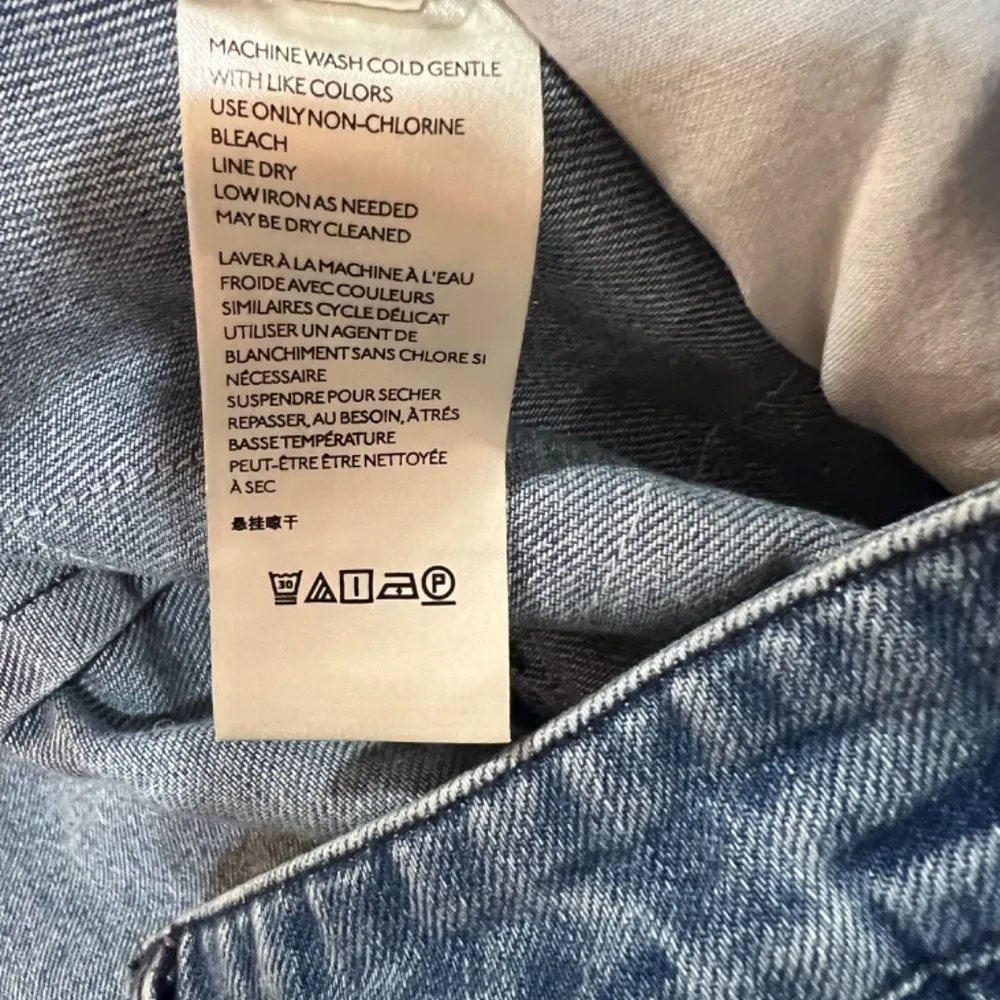 MACHINE WASH COLD GENTLE
WITH LIKE COLORS
USE ONLY NON-CHLORINE
BLEACH
LINE DRY
LOW IRON AS NEEDED
MAY BE DRY CLEANED
LAVER À LA MACHINE À L'EAU
FROIDE AVEC COULEURS
SIMILAIRES CYCLE DÉLICAT
UTILISER UN AGENT DE
BLANCHIMENT SANS CHLORE SI
NÉCESSAIRE
SUSPENDRE POUR SECHER
REPASSER, AU BESOIN, À TRÉS
BASSE TEMPÉRATURE
PEUT-ÊTRE ÊTRE NETTOYÉE
À SEC
悬挂晾干
30 P